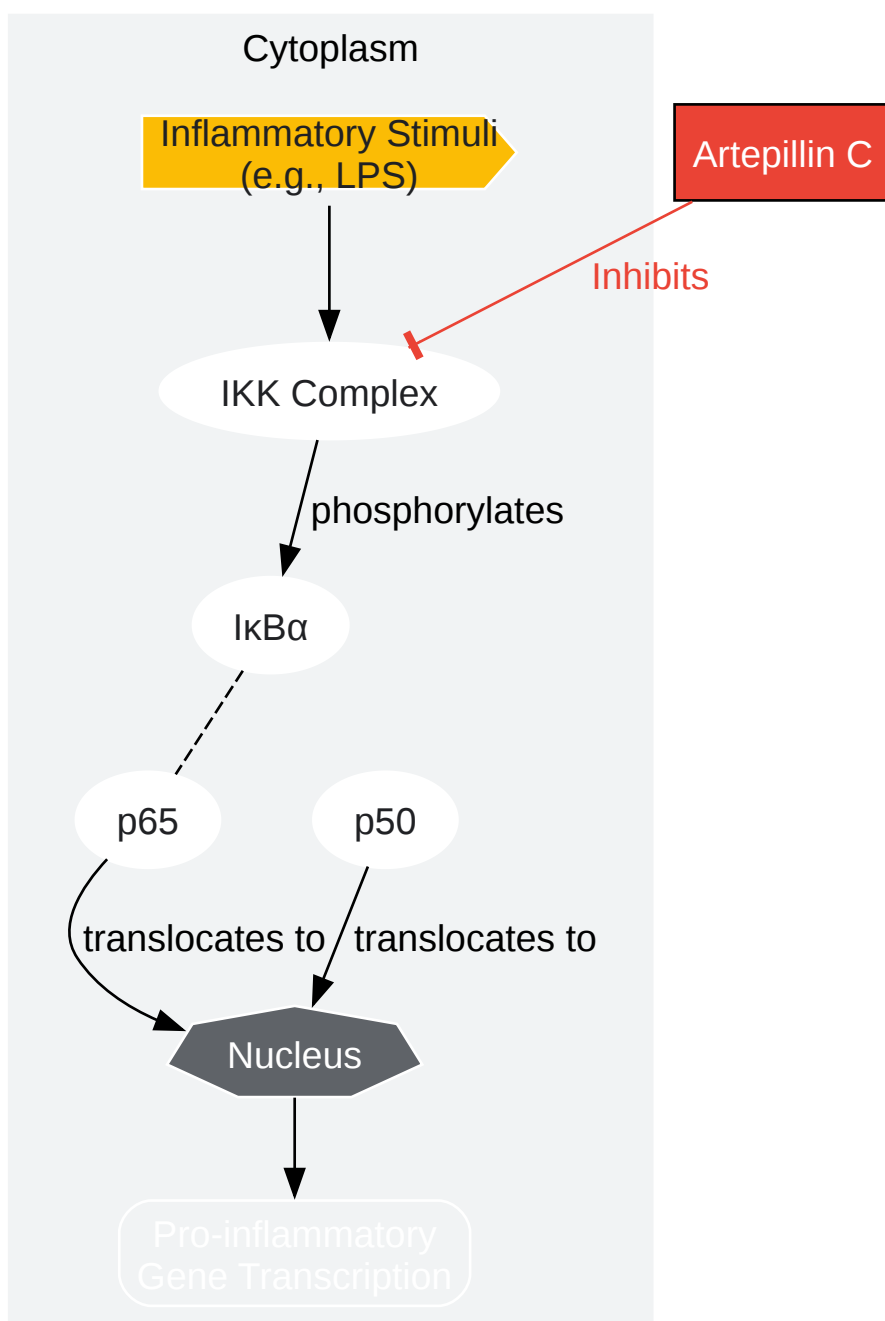 Cytoplasm
Inflammatory Stimuli
(e.g., LPS)
Artepillin C
Inhibits
IKK Complex
phosphorylates
IκBα
p65
p50
translocates to
translocates to
Nucleus
Pro-inflammatory
Gene Transcription